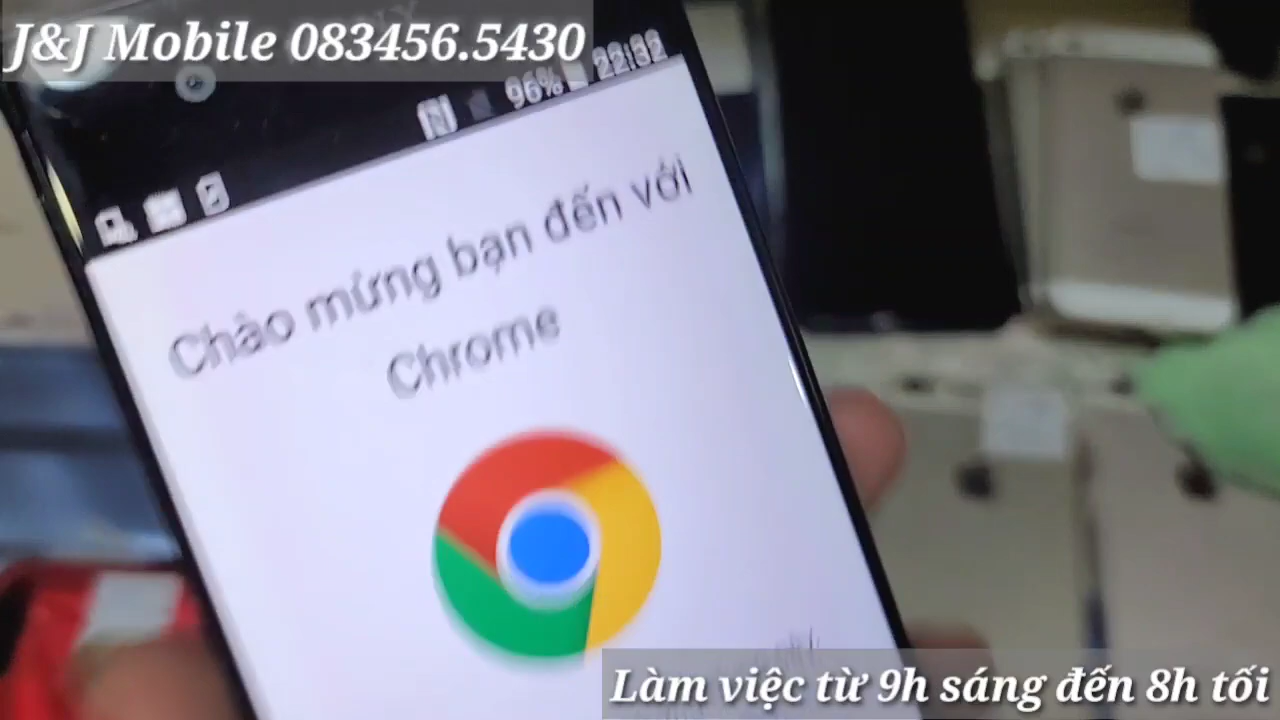 J&J Mobile 083456.5430
96% 22:32
Chào mừng bạn đến với
Chrome
Làm việc từ 9h sáng đến 8h tối